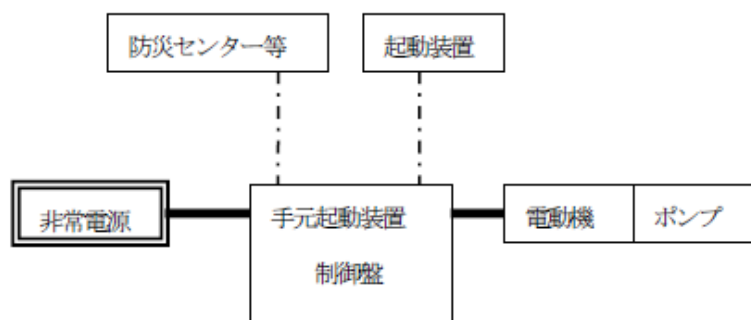 防災センター等
起動装置
非常電源
手元起動装置
制御盤
電動機
ポンプ